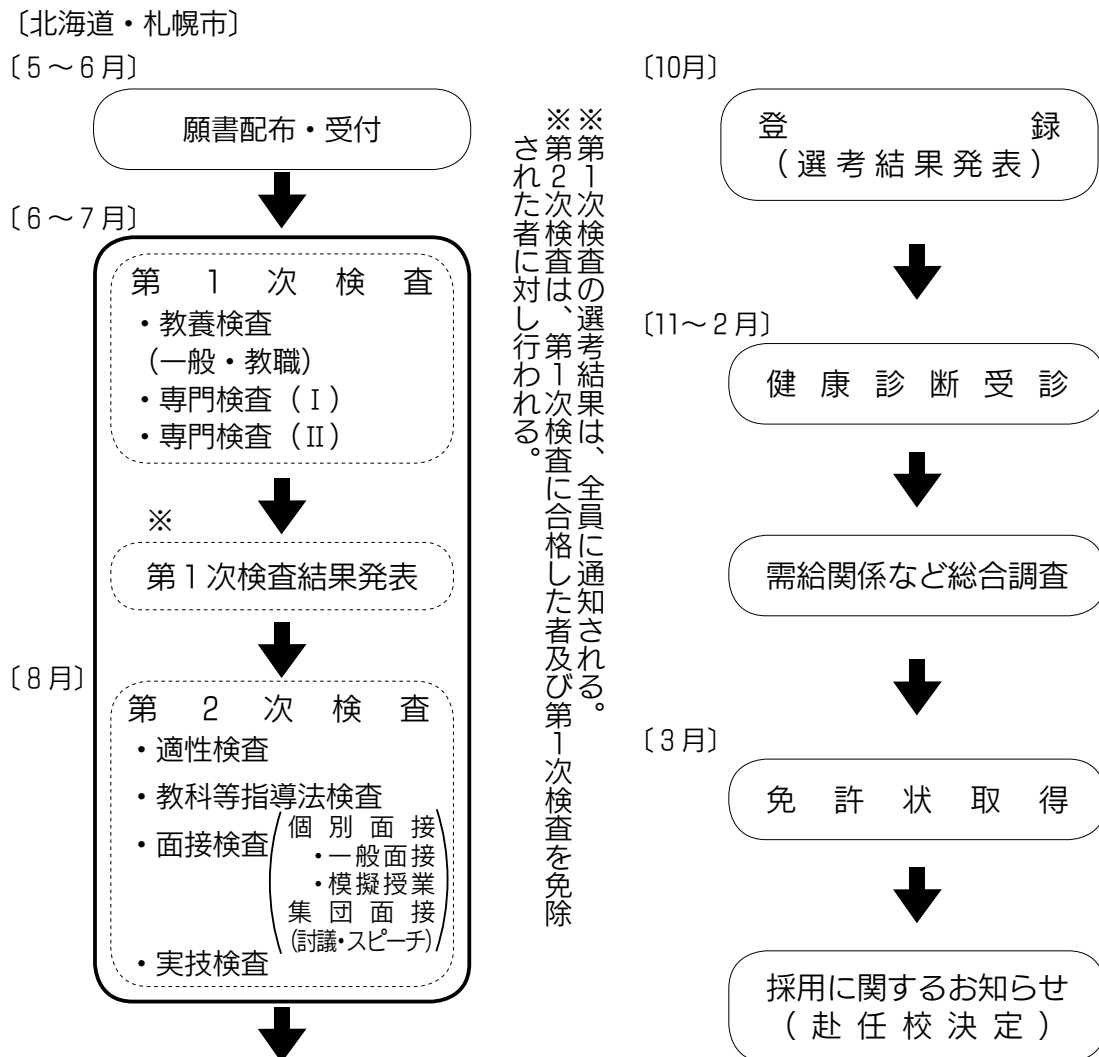 〔北海道・札幌市〕
〔5～6月〕
願書配布・受付
〔6～7月〕
第1次検査
・教養検査
（一般・教職）
・専門検査（Ⅰ）
・専門検査（Ⅱ）
※
第1次検査結果発表
〔8月〕
第2次検査
・適性検査
・教科等指導法検査
・面接検査
個別面接
・一般面接
・模擬授業
集団面接
(討議・スピーチ)
・実技検査
※第1次検査の選考結果は、全員に通知される。
※第2次検査は、第1次検査に合格した者及び第1次検査を免除
された者に対し行われる。
〔10月〕
登録
（選考結果発表）
〔11～2月〕
健康診断受診
需給関係など総合調査
〔3月〕
免許状取得
採用に関するお知らせ
（赴任校決定）